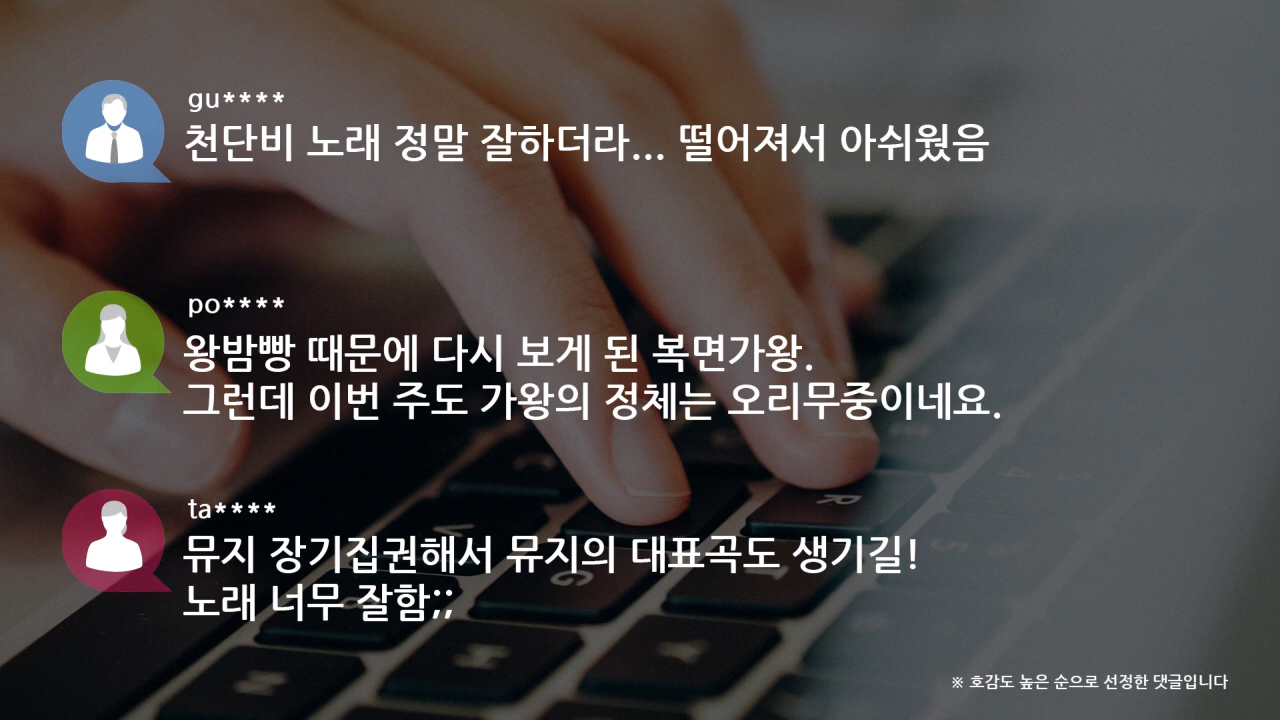 gu****
천단비 노래 정말 잘하더라... 떨어져서 아쉬웠음
po****
왕밤빵 때문에 다시 보게 된 복면가왕.
그런데 이번 주도 가왕의 정체는 오리무중이네요.
ta****
뮤지 장기집권해서 뮤지의 대표곡도 생기길!
노래 너무 잘함;;
※ 호감도 높은 순으로 선정한 댓글입니다